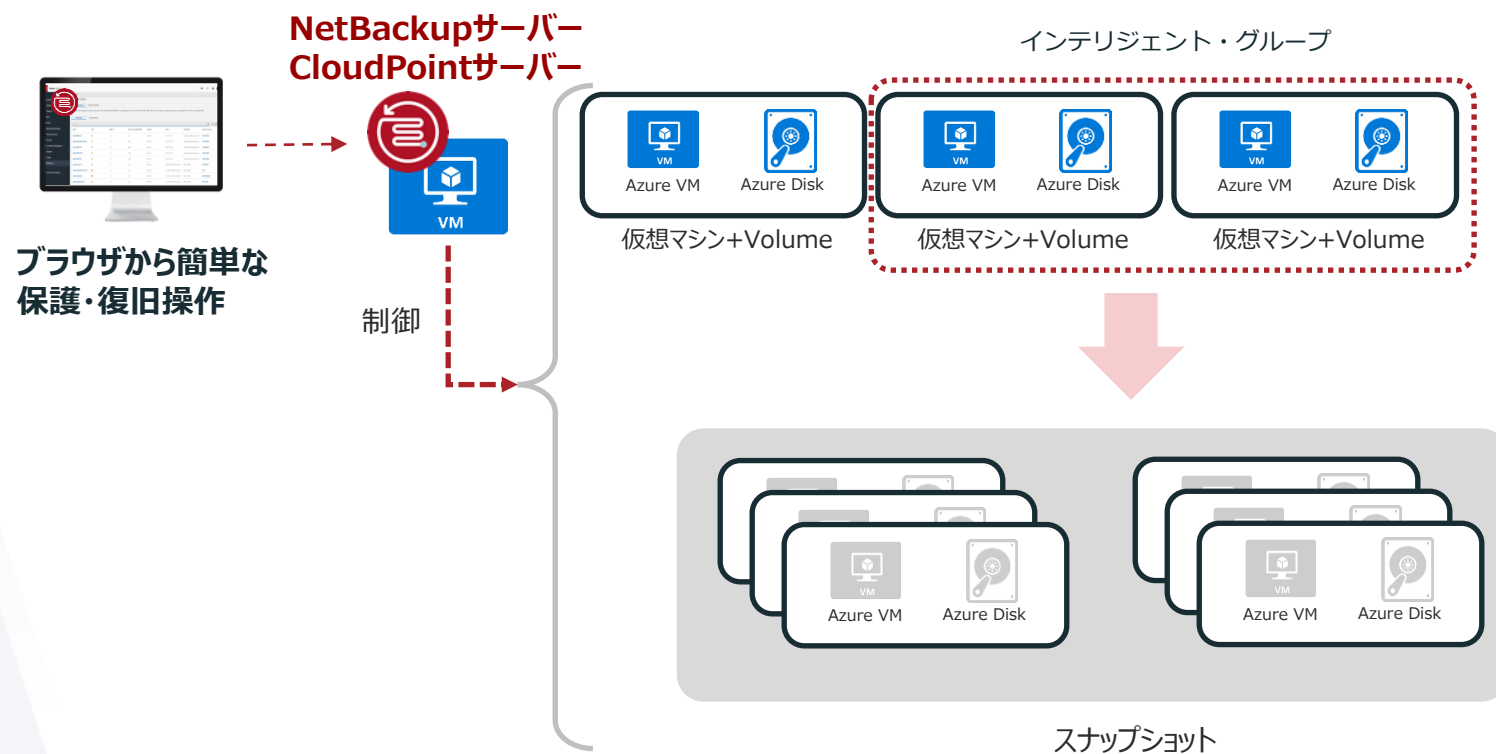 NetBackupサーバー
CloudPointサーバー
インテリジェント・グループ
VM
Azure VM
Azure Disk
VM
Azure VM
Azure Disk
VM
Azure VM
Azure Disk
VM
仮想マシン+Volume
仮想マシン+Volume
仮想マシン+Volume
ブラウザから簡単な
保護・復旧操作
制御
VM
Azure VM
Azure Disk
VM
Azure VM
Azure Disk
スナップショット